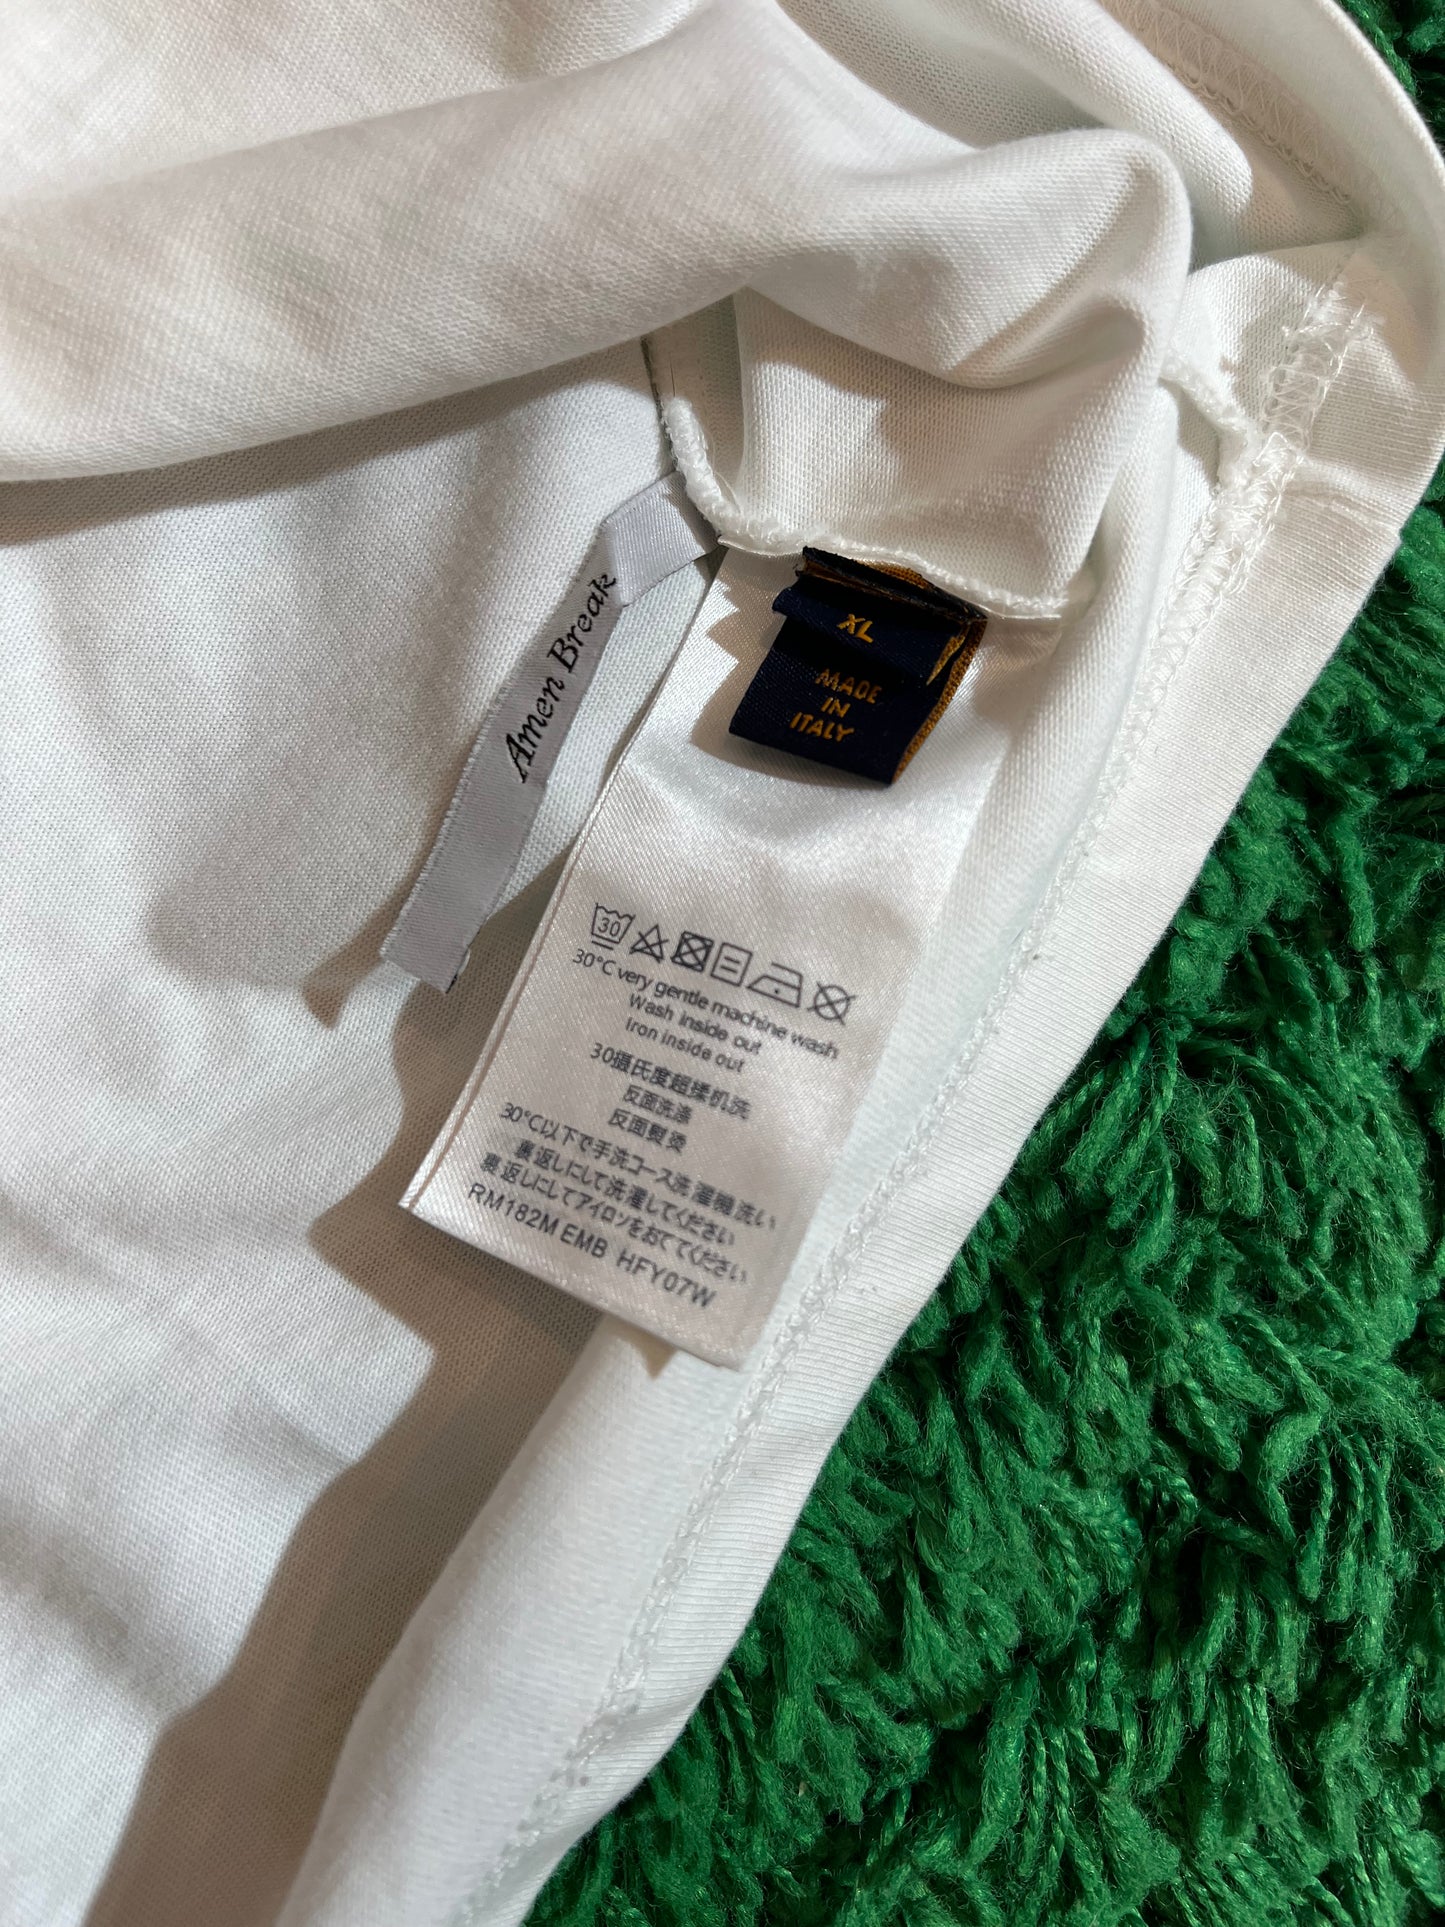 Amen Break
XL
MADE
IN
ITALY
30
30°C very gentle machine wash
Wash inside out
Iron inside out
30摄氏度超揉机洗
反面洗涤
反面熨烫
30℃以下で手洗コース洗濯機洗い
裏返しにして洗濯してください
裏返しにしてアイロンをおててください
RM182M EMB HFY07W